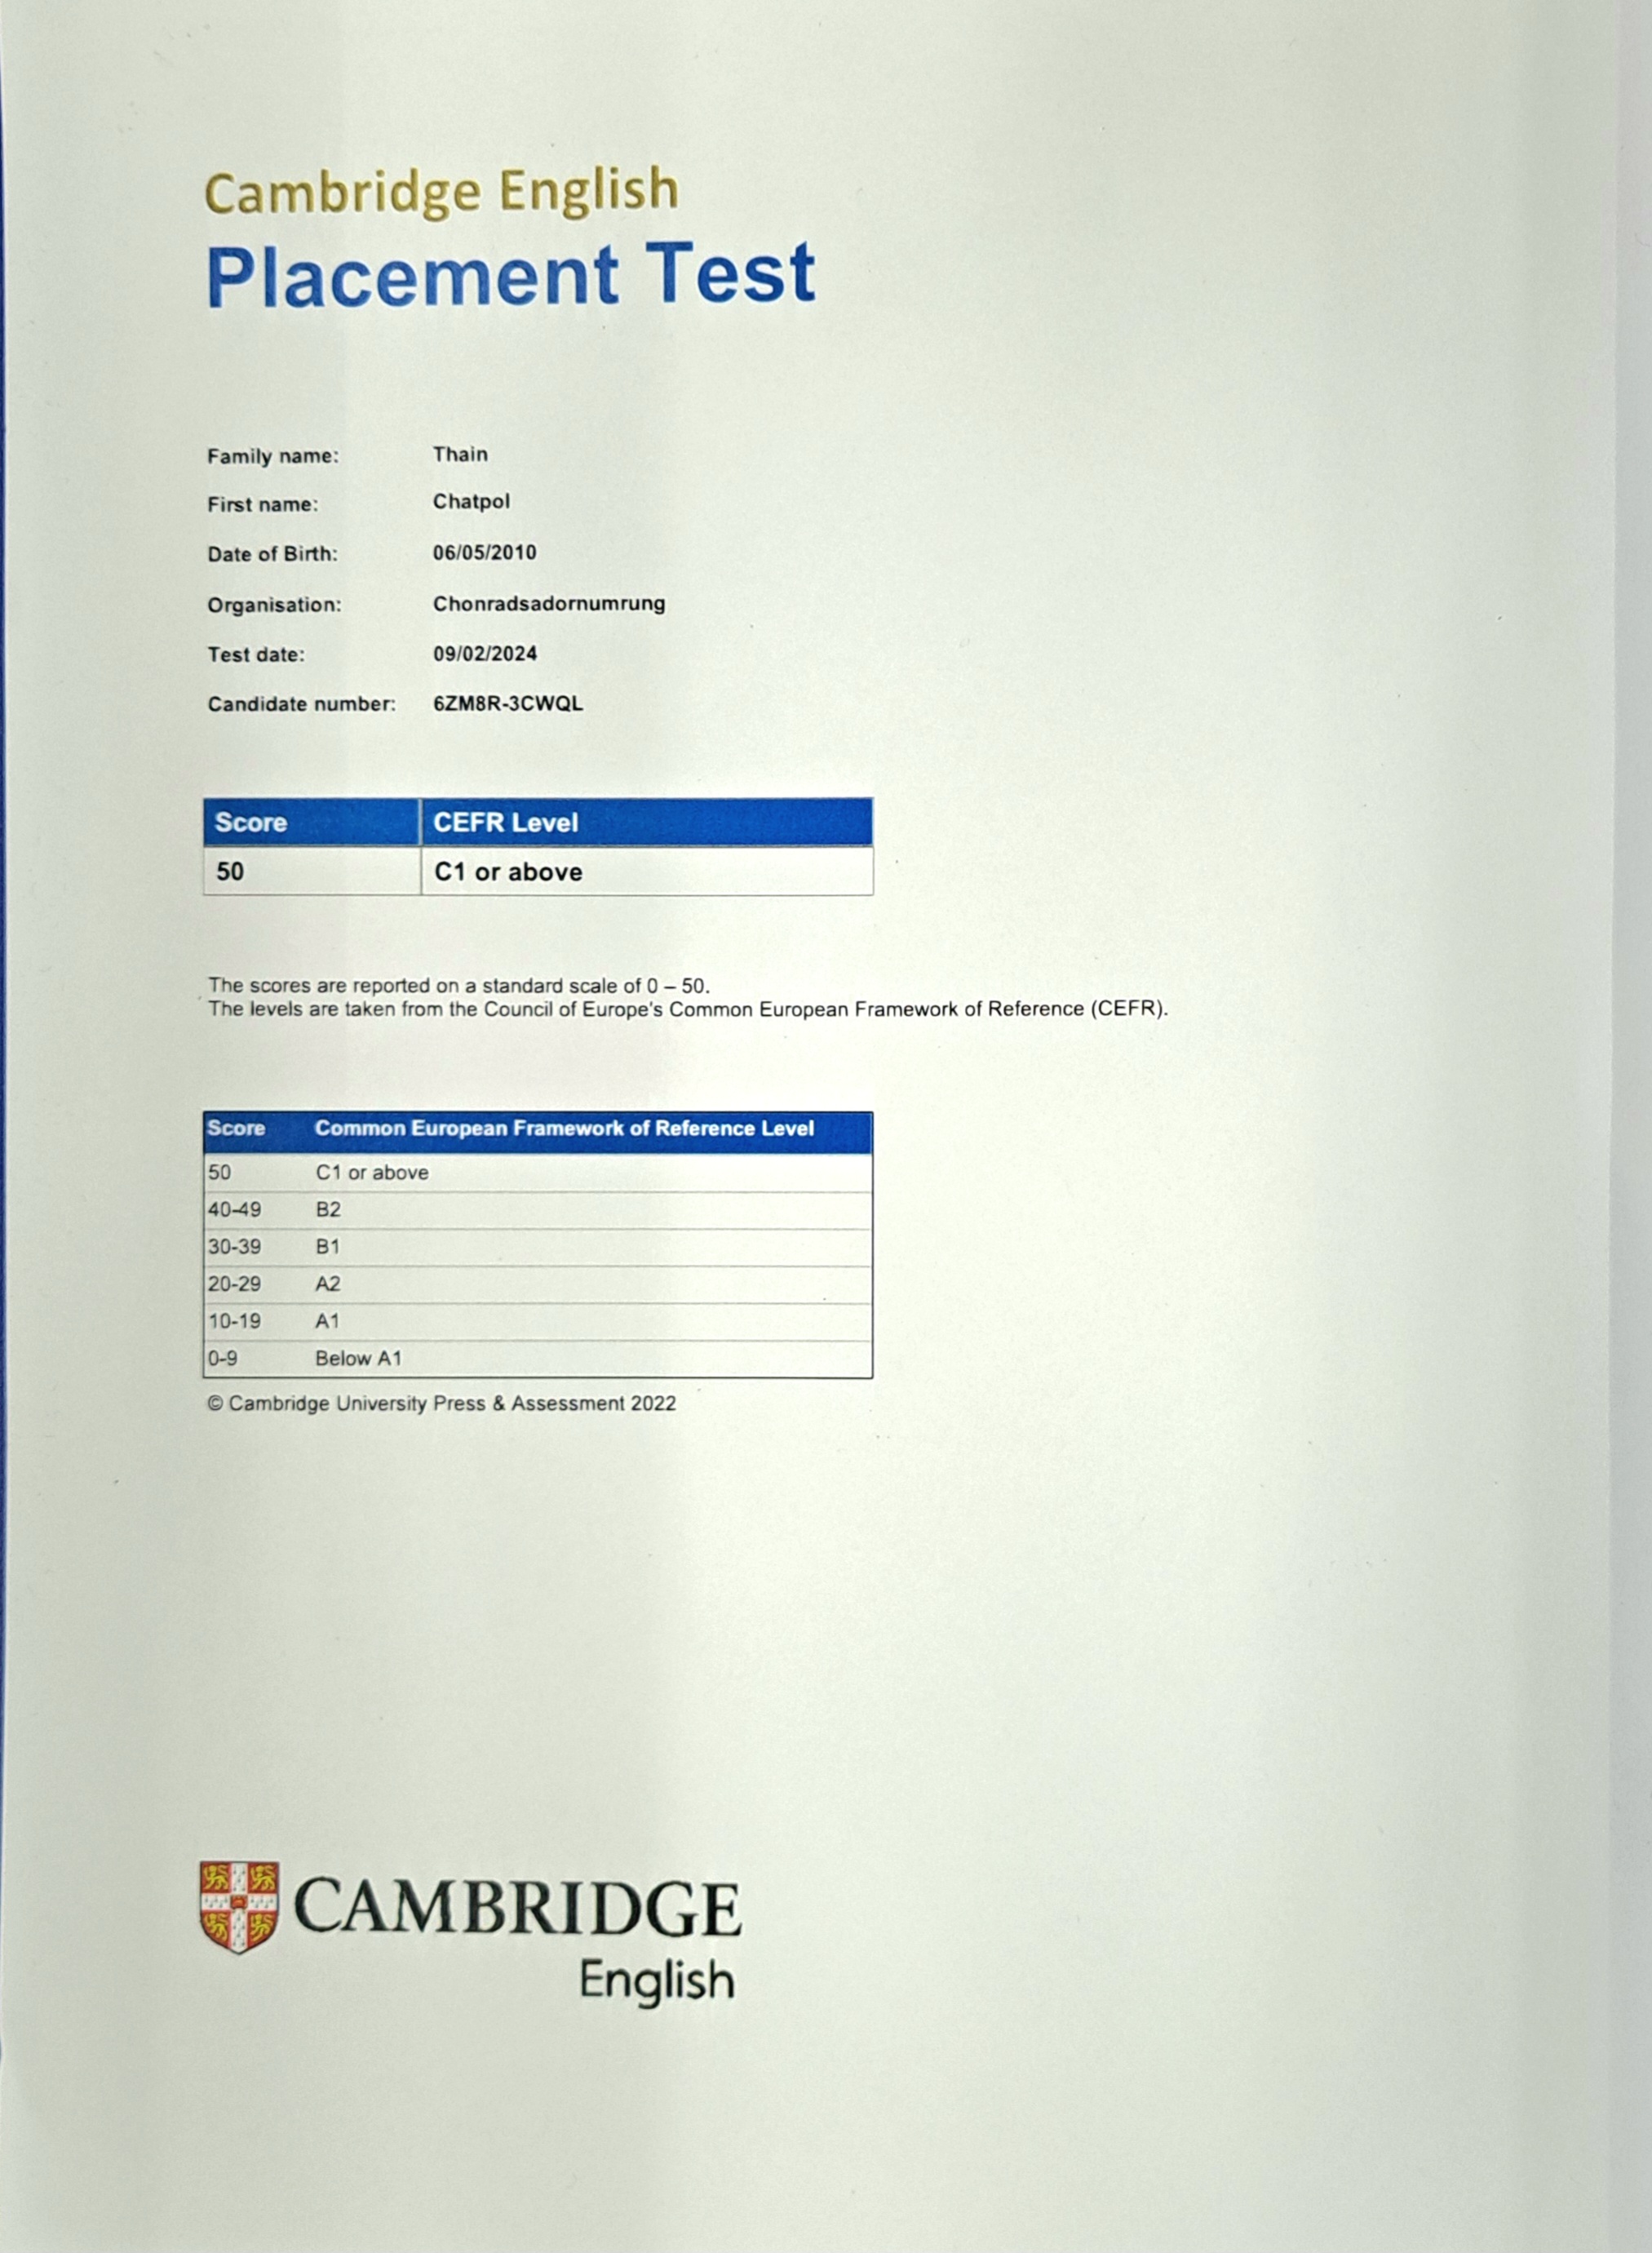 Cambridge English
Placement Test
Family name: Thain
First name: Chatpol
Date of Birth: 06/05/2010
Organisation: Chonradsadornumrung
Test date: 09/02/2024
Candidate number: 6ZM8R-3CWQL
Score CEFR Level
50 C1 or above
The scores are reported on a standard scale of 0 – 50.
The levels are taken from the Council of Europe's Common European Framework of Reference (CEFR).
Score Common European Framework of Reference Level
50 C1 or above
40-49 B2
30-39 B1
20-29 A2
10-19 A1
0-9 Below A1
© Cambridge University Press & Assessment 2022
CAMBRIDGE
English